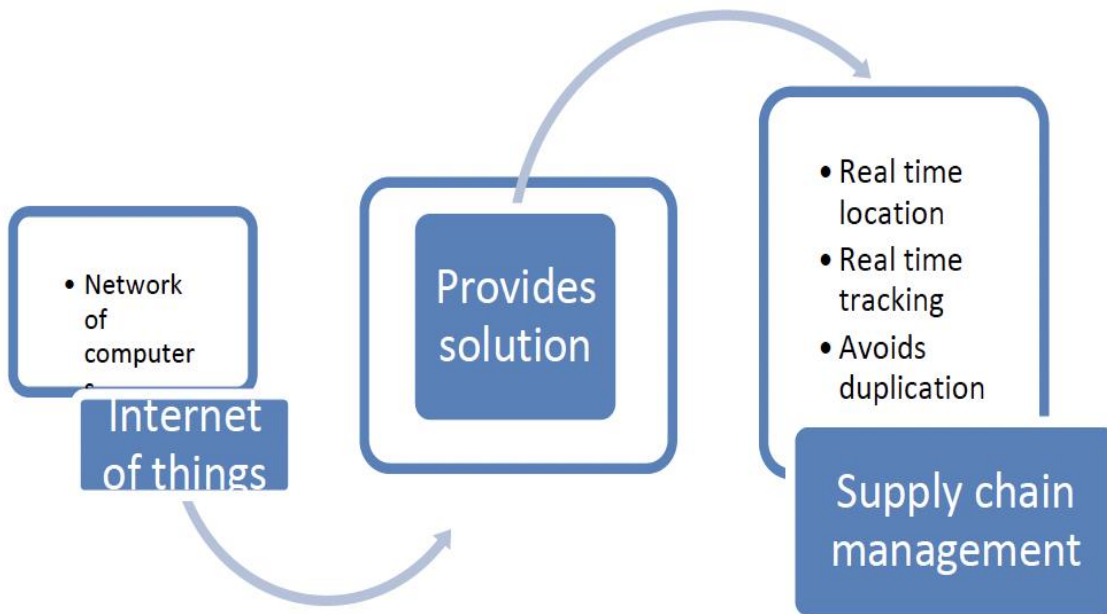 • Network
of
computer
s
Internet
of things
Provides
solution
• Real time
location
• Real time
tracking
• Avoids
duplication
Supply chain
management